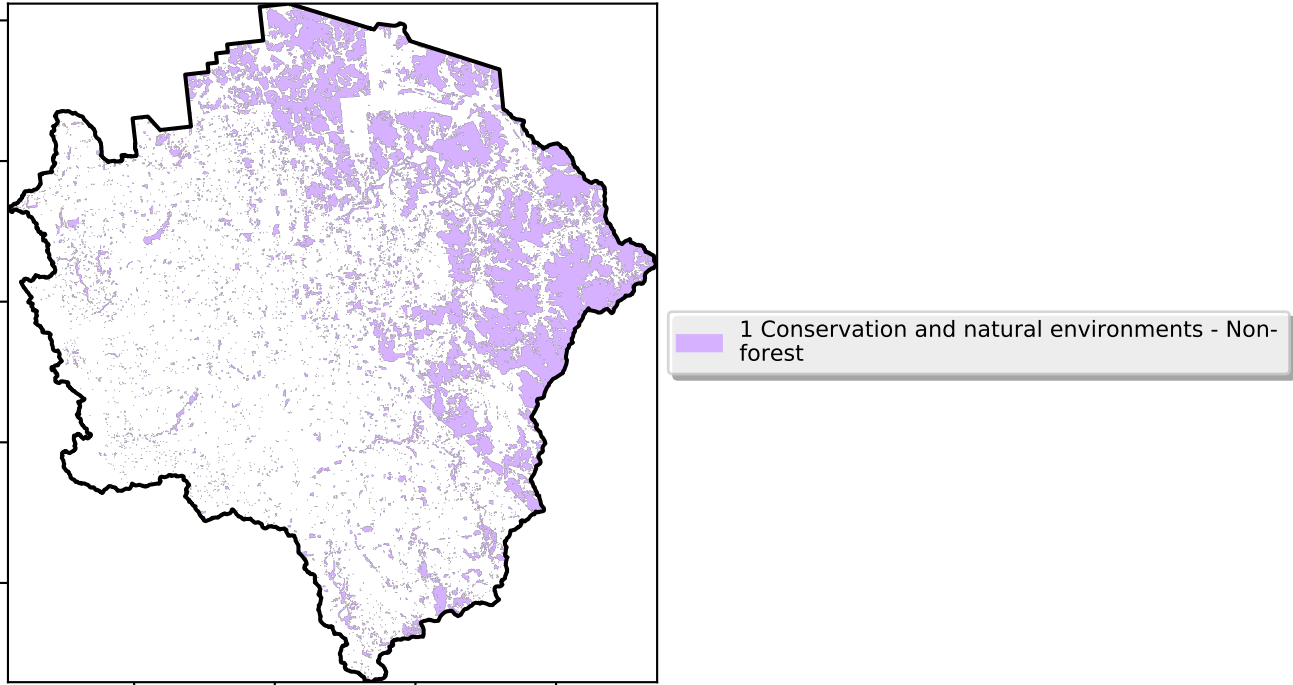 1 Conservation and natural environments - Non-
forest